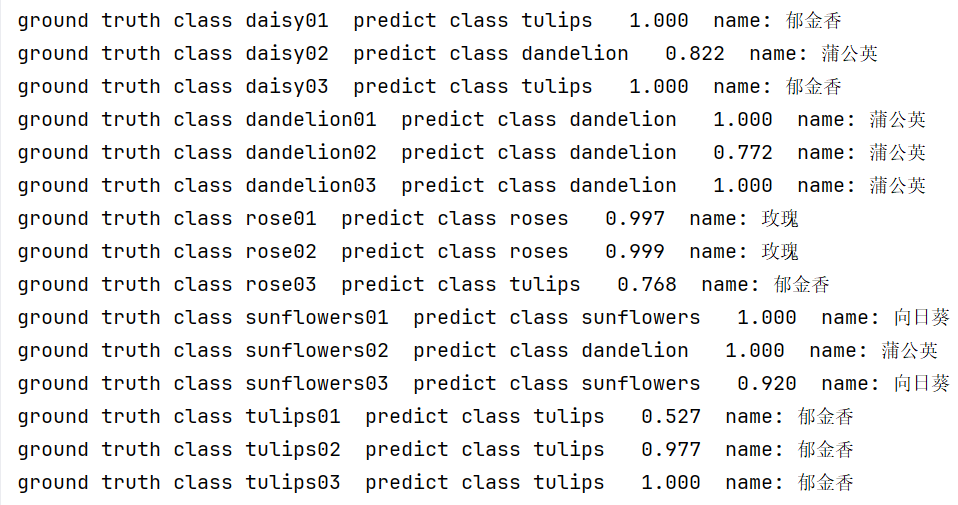 ground truth class daisy01  predict class tulips   1.000  name: 郁金香
ground truth class daisy02  predict class dandelion   0.822  name: 蒲公英
ground truth class daisy03  predict class tulips   1.000  name: 郁金香
ground truth class dandelion01  predict class dandelion   1.000  name: 蒲公英
ground truth class dandelion02  predict class dandelion   0.772  name: 蒲公英
ground truth class dandelion03  predict class dandelion   1.000  name: 蒲公英
ground truth class rose01  predict class roses   0.997  name: 玫瑰
ground truth class rose02  predict class roses   0.999  name: 玫瑰
ground truth class rose03  predict class tulips   0.768  name: 郁金香
ground truth class sunflowers01  predict class sunflowers   1.000  name: 向日葵
ground truth class sunflowers02  predict class dandelion   1.000  name: 蒲公英
ground truth class sunflowers03  predict class sunflowers   0.920  name: 向日葵
ground truth class tulips01  predict class tulips   0.527  name: 郁金香
ground truth class tulips02  predict class tulips   0.977  name: 郁金香
ground truth class tulips03  predict class tulips   1.000  name: 郁金香